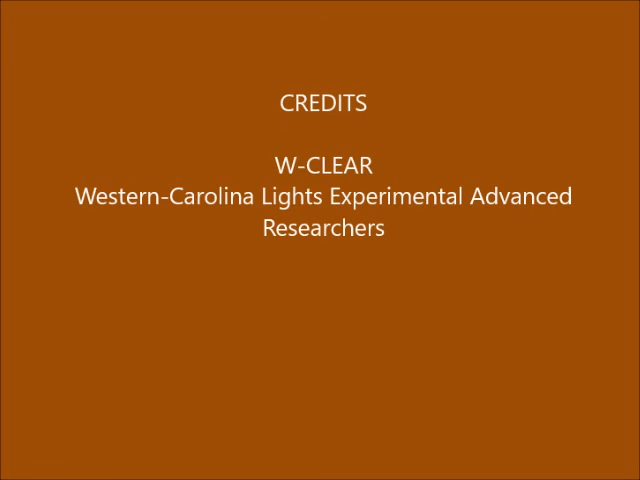 CREDITS
W-CLEAR
Western-Carolina Lights Experimental Advanced
Researchers